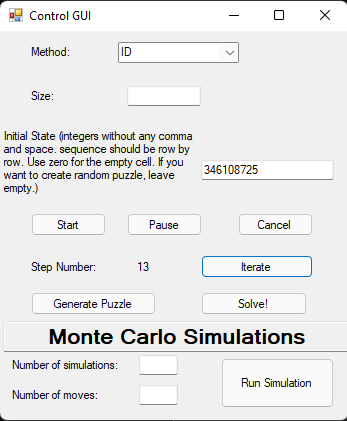 Control GUI
Method: ID
Size:
Initial State (integers without any comma
and space. sequence should be row by
row. Use zero for the empty cell. If you
want to create random puzzle, leave
empty.)
346108725
Start Pause Cancel
Step Number: 13 Iterate
Generate Puzzle Solve!
Monte Carlo Simulations
Number of simulations:
Run Simulation
Number of moves: